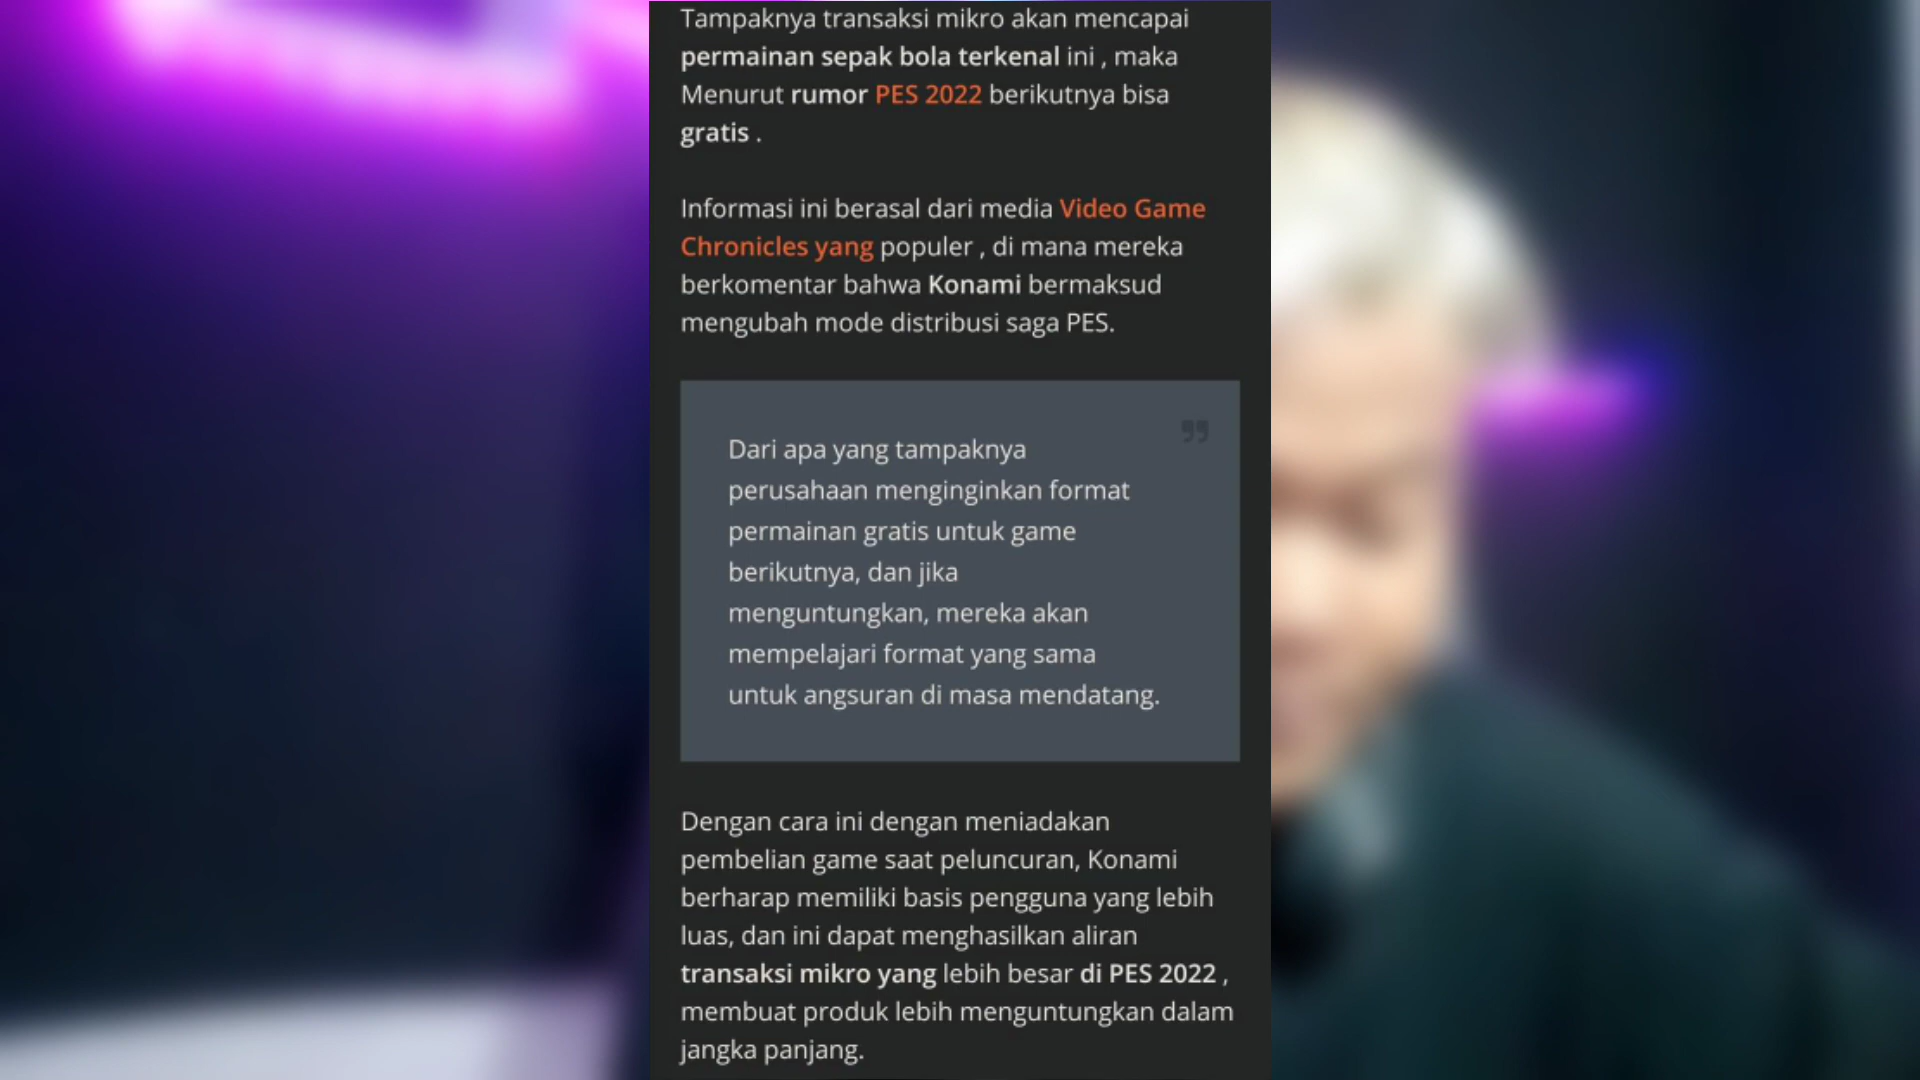 Tampaknya transaksi mikro akan mencapai
permainan sepak bola terkenal ini , maka
Menurut rumor PES 2022 berikutnya bisa
gratis .
Informasi ini berasal dari media Video Game
Chronicles yang populer , di mana mereka
berkomentar bahwa Konami bermaksud
mengubah mode distribusi saga PES.
”
Dari apa yang tampaknya
perusahaan menginginkan format
permainan gratis untuk game
berikutnya, dan jika
menguntungkan, mereka akan
mempelajari format yang sama
untuk angsuran di masa mendatang.
Dengan cara ini dengan meniadakan
pembelian game saat peluncuran, Konami
berharap memiliki basis pengguna yang lebih
luas, dan ini dapat menghasilkan aliran
transaksi mikro yang lebih besar di PES 2022 ,
membuat produk lebih menguntungkan dalam
jangka panjang.